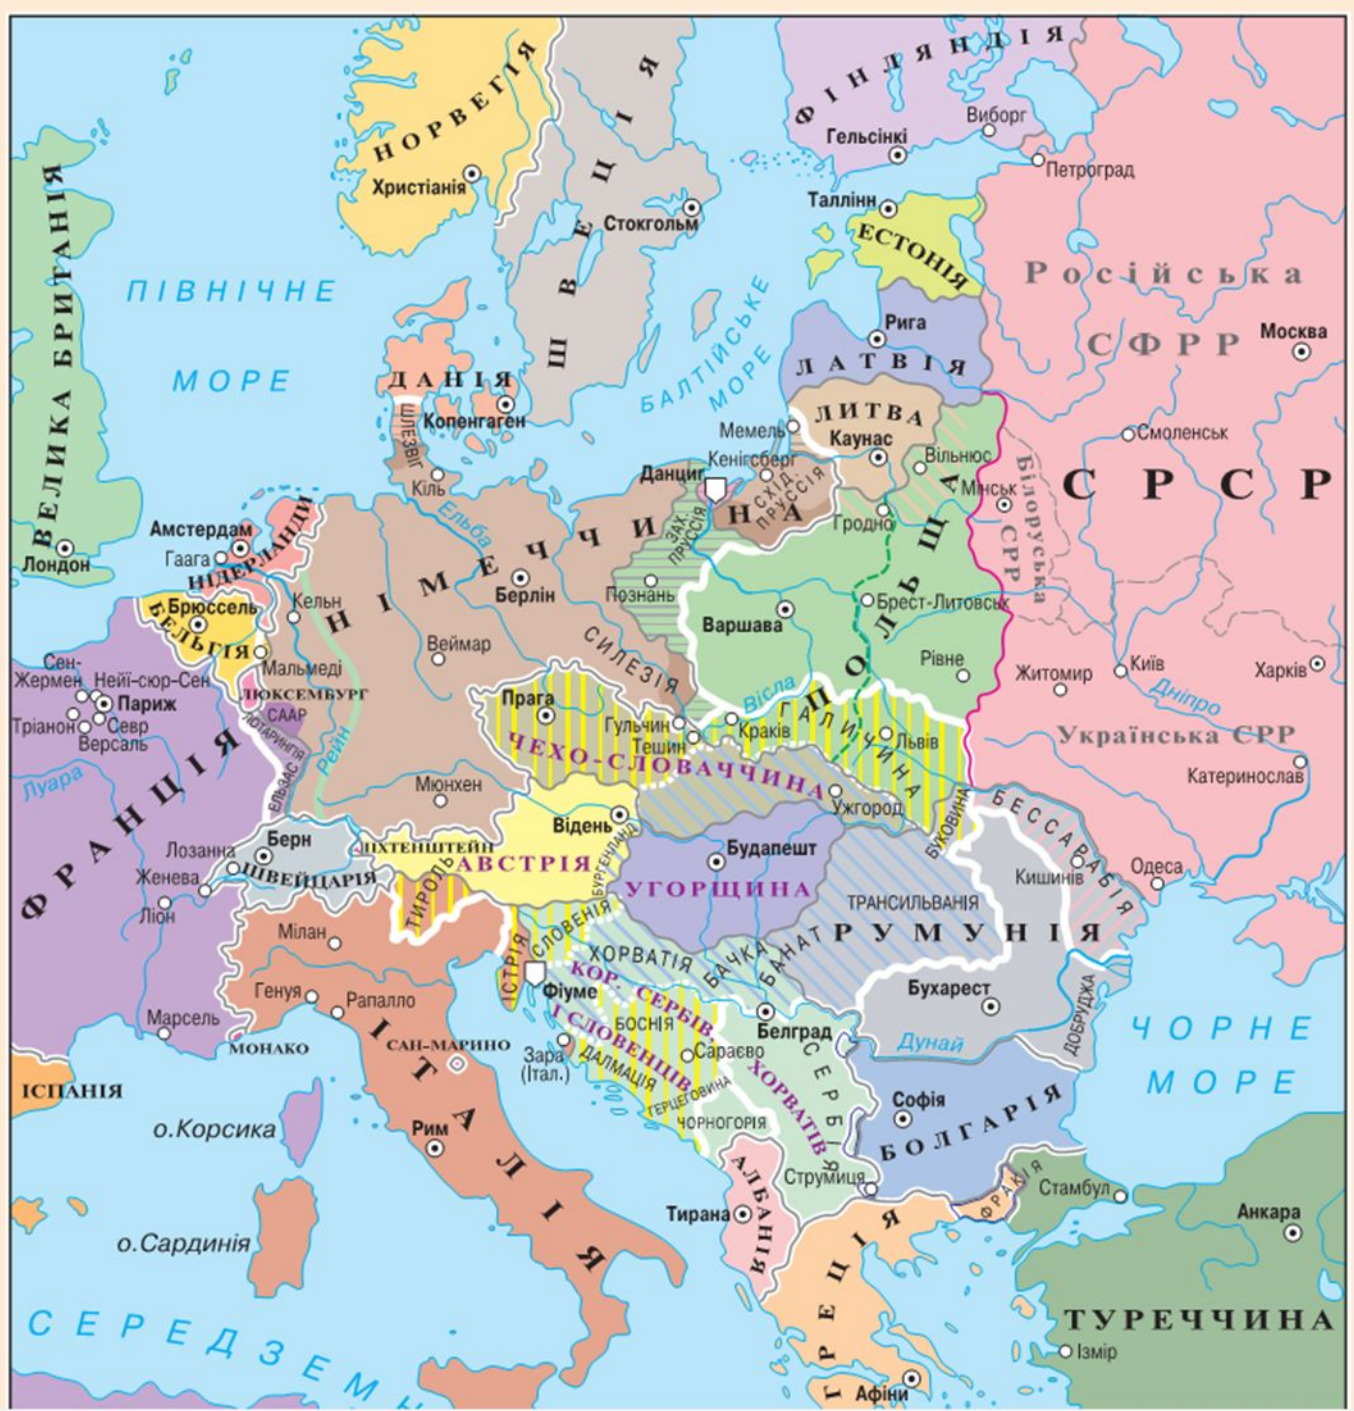 НОРВЕГІЯ
ШВЕЦІЯ
ФІНЛЯНДІЯ
Виборг
Гельсінкі
Петроград
Христіанія
Стокгольм
Таллінн
ЕСТОНІЯ
ВЕЛИКА БРИТАНІЯ
ПІВНІЧНЕ
МОРЕ
БАЛТІЙСЬКЕ
МОРЕ
Російська
СФРР
Москва
Рига
ЛАТВІЯ
ДАНІЯ
Копенгаген
ШЛЕЗВІГ
Кіль
ЛИТВА
Мемель
Каунас
Вільнюс
Смоленськ
СРСР
Кенігсберг
Данциг
СХІД.
ПРУССІЯ
ЗАХ.
ПРУССІЯ
Гродно
Мінськ
Білоруська
СРР
Амстердам
Гаага
НІДЕРЛАНДИ
Лондон
Ельба
НІМЕЧЧИНА
Берлін
Познань
Варшава
Брест-Литовськ
ПОЛЬЩА
Брюссель
БЕЛЬГІЯ
Кельн
Веймар
СИЛЕЗІЯ
Рівне
Житомир
Київ
Дніпро
Харків
Українська СРР
Катеринослав
Сен-
Жермен
Нейї-сюр-Сен
Париж
Тріанон
Севр
Версаль
Мальмеді
ЛЮКСЕМБУРГ
СААР
ЛОТАРИНГІЯ
ЕЛЬЗАС
Рейн
Луара
ФРАНЦІЯ
Прага
Гульчин
Тешин
Вісла
Краків
ГАЛИЧИНА
Львів
ЧЕХО-СЛОВАЧЧИНА
Ужгород
БУКОВИНА
БЕССАРАБІЯ
Мюнхен
Відень
Берн
Лозанна
Женева
ШВЕЙЦАРІЯ
ЛІХТЕНШТЕЙН
АВСТРІЯ
БУРГЕНЛАНД
ТИРОЛЬ
Будапешт
УГОРЩИНА
ТРАНСИЛЬВАНІЯ
Кишинів
Одеса
РУМУНІЯ
Ліон
Мілан
Генуя
Рапалло
Марсель
МОНАКО
САН-МАРИНО
ІСТРІЯ
СЛОВЕНІЯ
ХОРВАТІЯ
БАЧКА
БАНАТ
Фіуме
КОР. СЕРБІВ,
ХОРВАТІВ
І СЛОВЕНЦІВ
Зара
(Італ.)
БОСНІЯ
Сараєво
ДАЛМАЦІЯ
ГЕРЦЕГОВИНА
ЧОРНОГОРІЯ
Белград
СЕРБІЯ
Бухарест
Дунай
ДОБРУДЖА
ЧОРНЕ
МОРЕ
ІСПАНІЯ
о.Корсика
Рим
ІТАЛІЯ
о.Сардинія
Софія
БОЛГАРІЯ
Струмиця
АЛБАНІЯ
Тирана
ФРАКІЯ
Стамбул
Анкара
ТУРЕЧЧИНА
Ізмір
ГРЕЦІЯ
Афіни
СЕРЕДЗЕМН